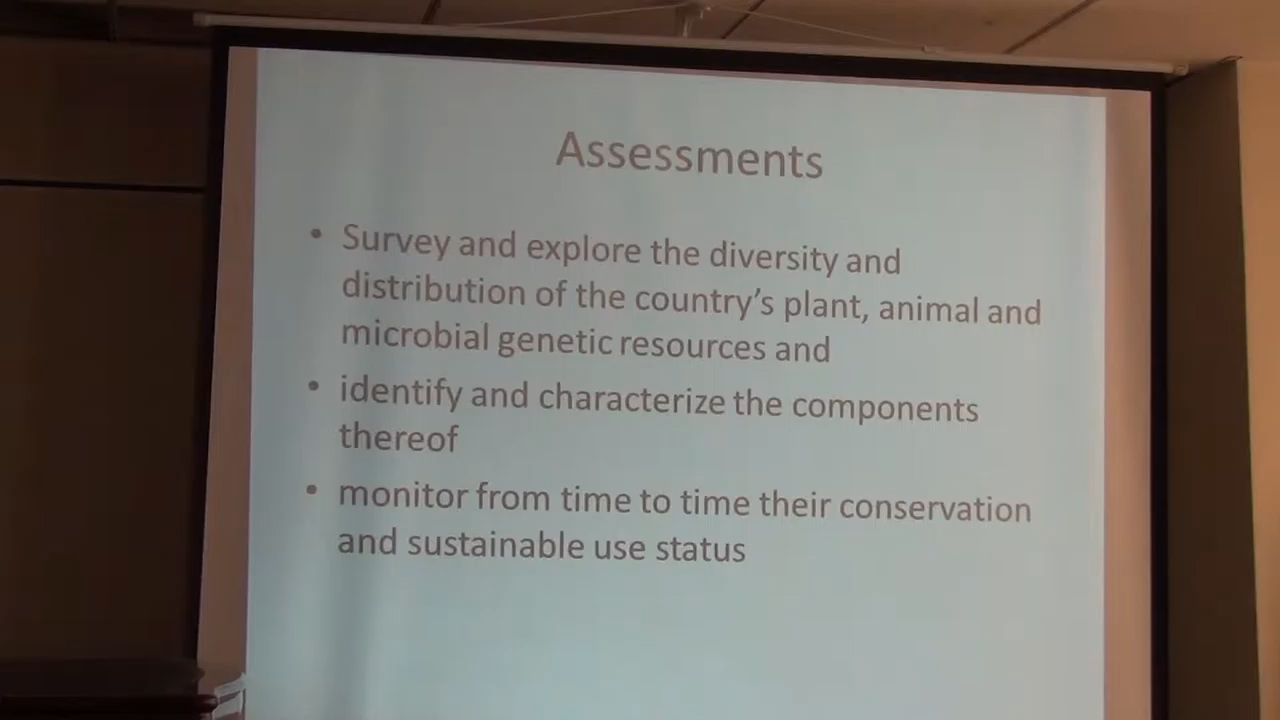 Assessments
• Survey and explore the diversity and
distribution of the country's plant, animal and
microbial genetic resources and
• identify and characterize the components
thereof
• monitor from time to time their conservation
and sustainable use status